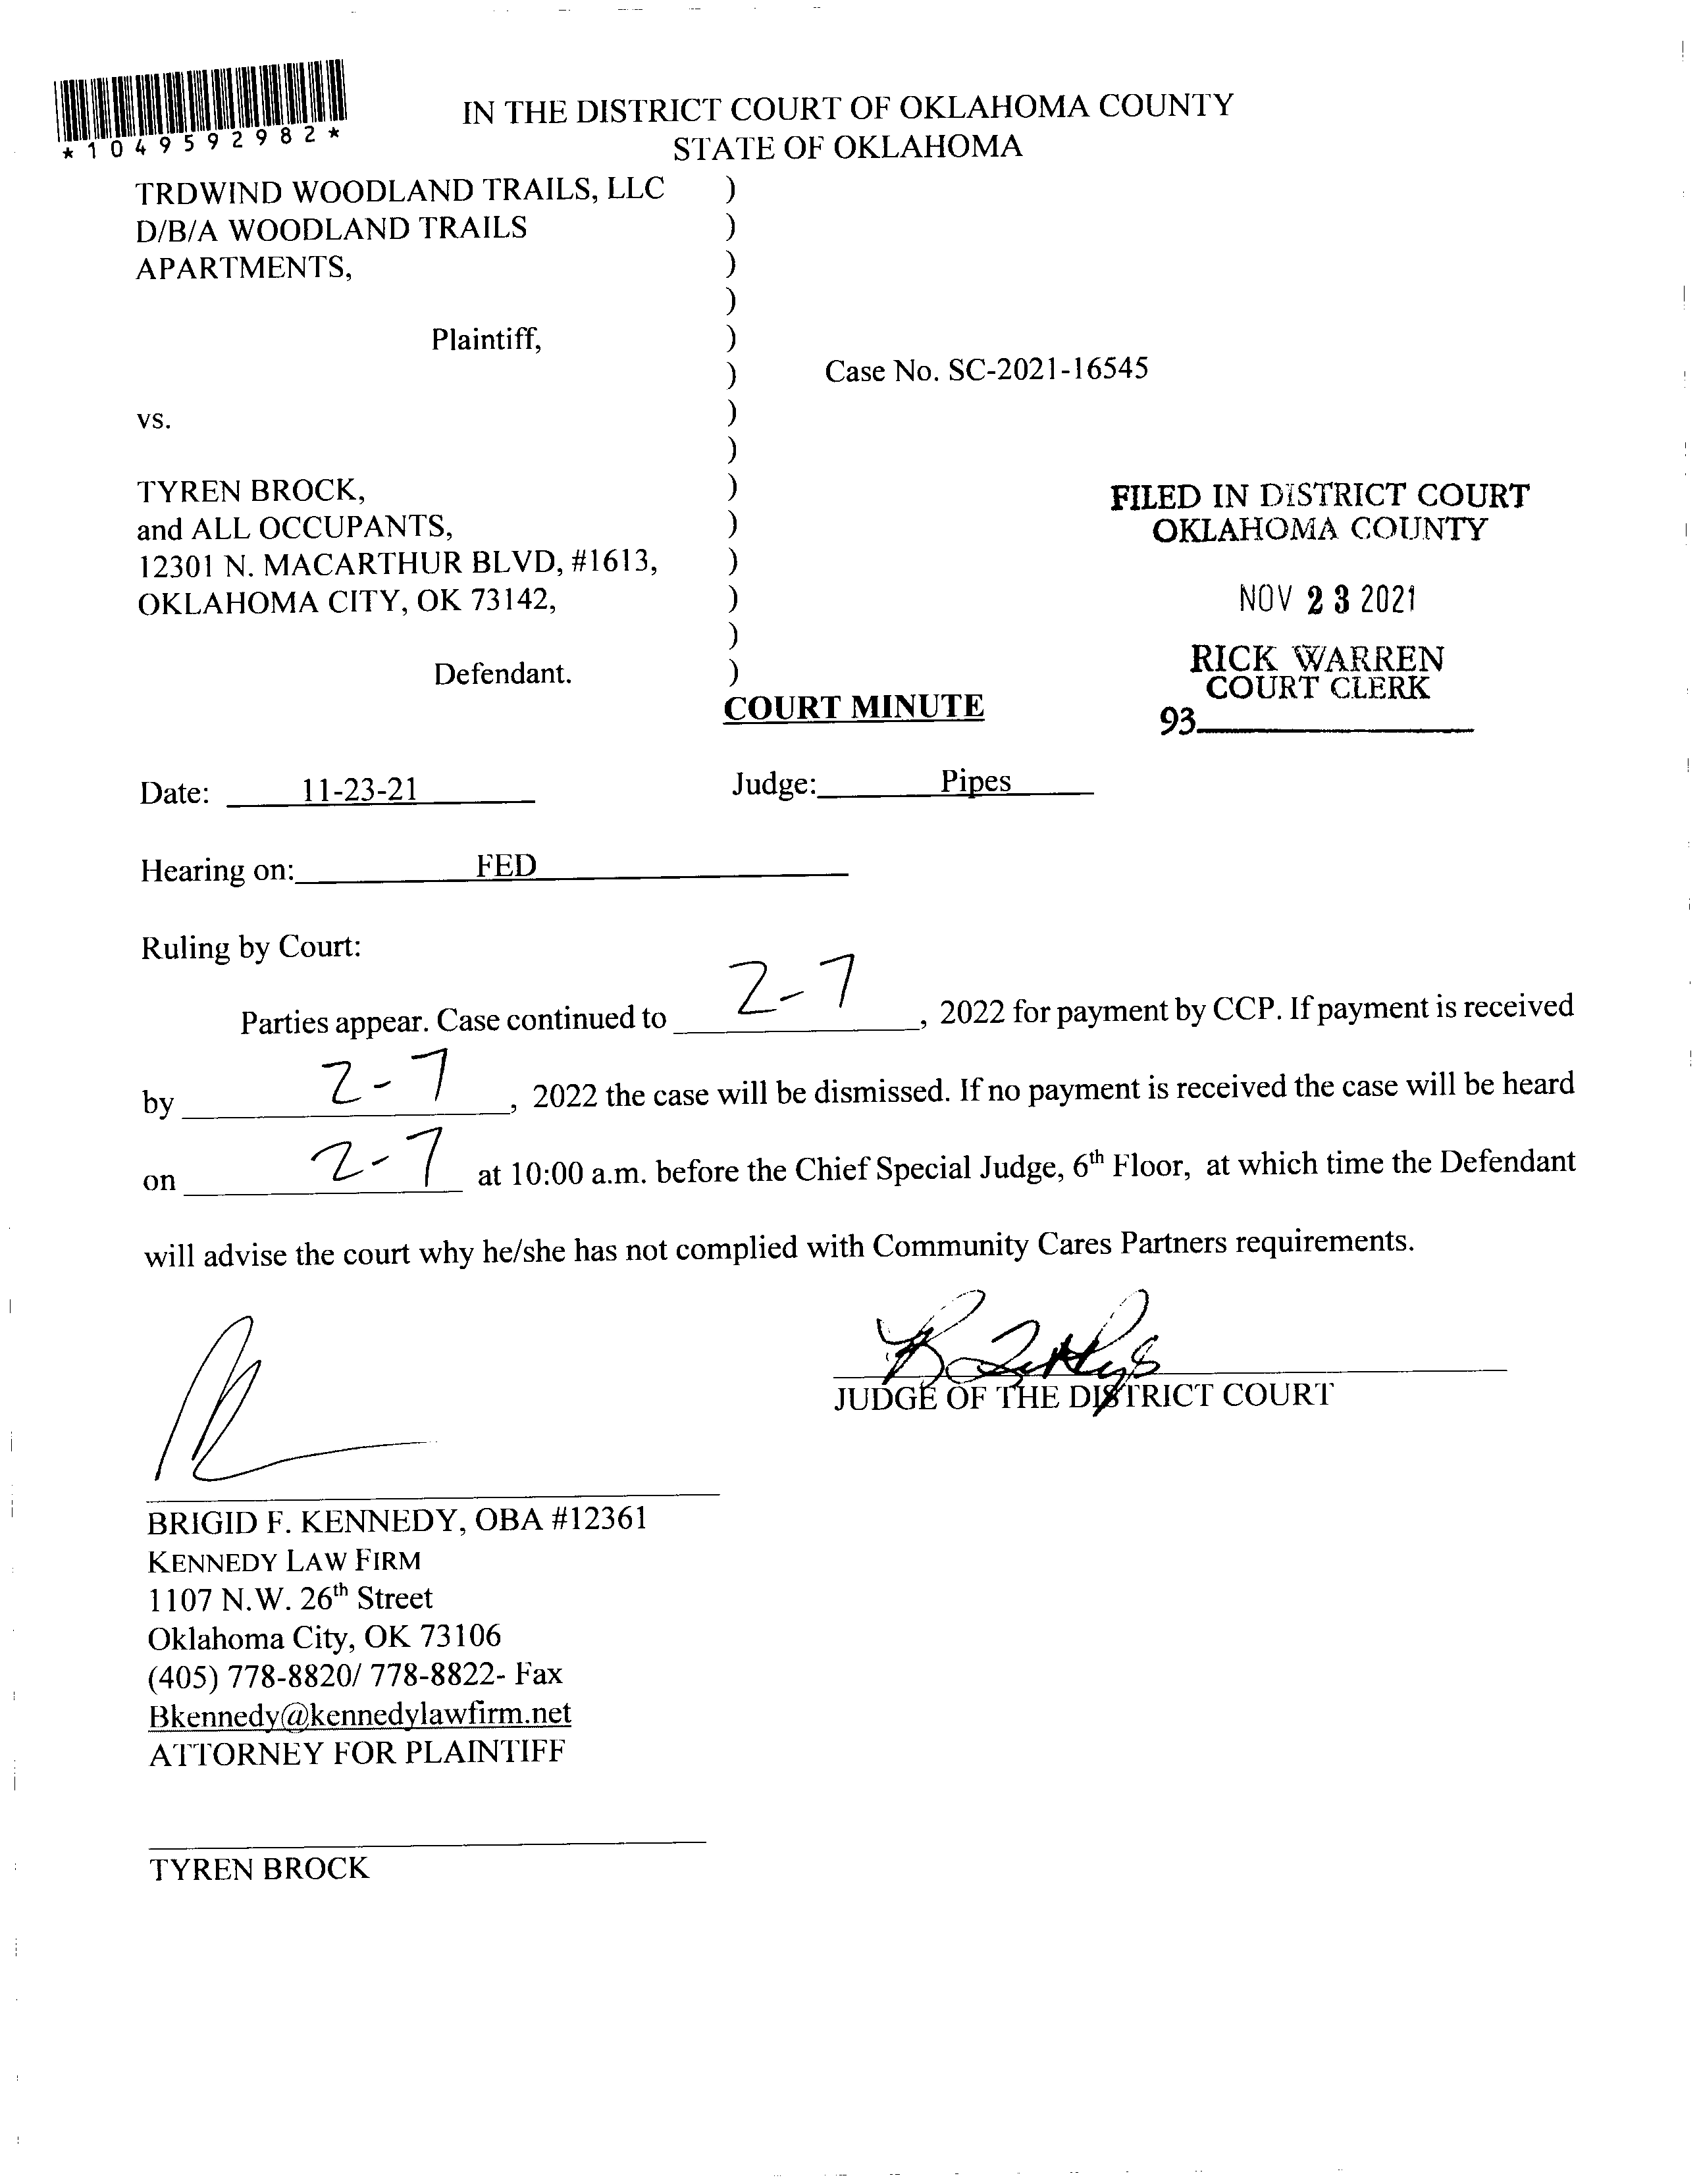 *1049592982*
IN THE DISTRICT COURT OF OKLAHOMA COUNTY
STATE OF OKLAHOMA
TRDWIND WOODLAND TRAILS, LLC )
D/B/A WOODLAND TRAILS )
APARTMENTS, )
)
Plaintiff, )
) Case No. SC-2021-16545
vs. )
)
TYREN BROCK, )
and ALL OCCUPANTS, )
12301 N. MACARTHUR BLVD, #1613, )
OKLAHOMA CITY, OK 73142, )
)
Defendant. )
FILED IN DISTRICT COURT
OKLAHOMA COUNTY
NOV 23 2021
RICK WARREN
COURT CLERK
93
COURT MINUTE
Date: 11-23-21 Judge: Pipes
Hearing on: FED
Ruling by Court:
Parties appear. Case continued to 2-7, 2022 for payment by CCP. If payment is received
by 2-7, 2022 the case will be dismissed. If no payment is received the case will be heard
on 2-7 at 10:00 a.m. before the Chief Special Judge, 6th Floor, at which time the Defendant
will advise the court why he/she has not complied with Community Cares Partners requirements.
JUDGE OF THE DISTRICT COURT
BRIGID F. KENNEDY, OBA #12361
KENNEDY LAW FIRM
1107 N.W. 26th Street
Oklahoma City, OK 73106
(405) 778-8820/ 778-8822- Fax
Bkennedy@kennedylawfirm.net
ATTORNEY FOR PLAINTIFF
TYREN BROCK